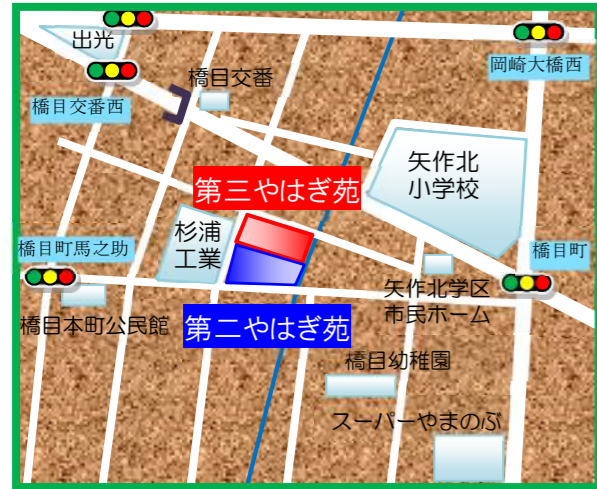 出光
岡崎大橋西
橋目交番
橋目交番西
矢作北
小学校
第三やはぎ苑
杉浦
工業
橋目町馬之助
橋目町
矢作北学区
市民ホーム
橋目本町公民館
第二やはぎ苑
橋目幼稚園
スーパーやまのぶ